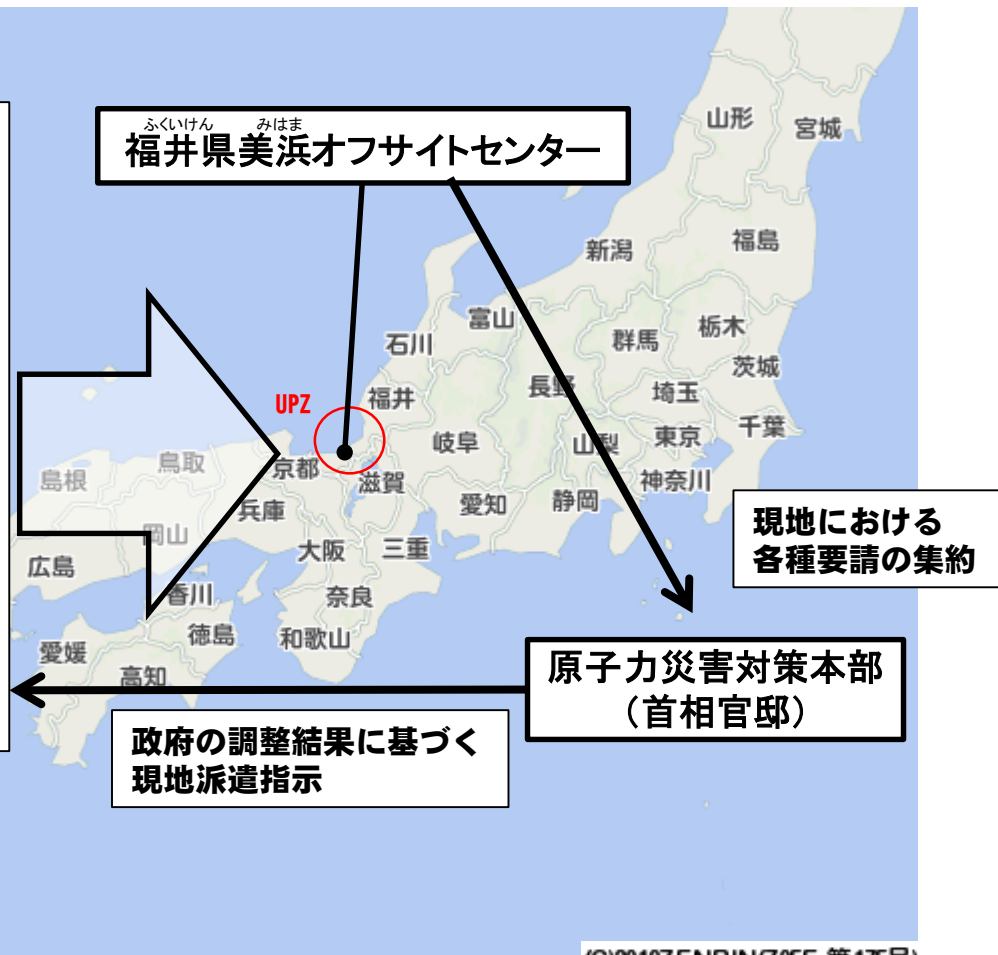 山形
宮城
ふくいけん みはま
福井県美浜オフサイトセンター
新潟
福島
富山
石川
群馬
栃木
茨城
長野
埼玉
UPZ
福井
岐阜
山梨
東京
千葉
島根
鳥取
京都
滋賀
神奈川
兵庫
愛知
静岡
岡山
大阪
三重
現地における
各種要請の集約
広島
香川
奈良
徳島
和歌山
愛媛
高知
原子力災害対策本部
（首相官邸）
政府の調整結果に基づく
現地派遣指示